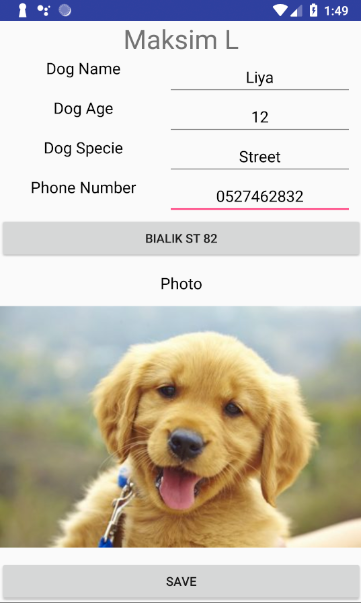 1:49
Maksim L
Dog Name Liya
Dog Age 12
Dog Specie Street
Phone Number 0527462832
BIALIK ST 82
Photo
SAVE